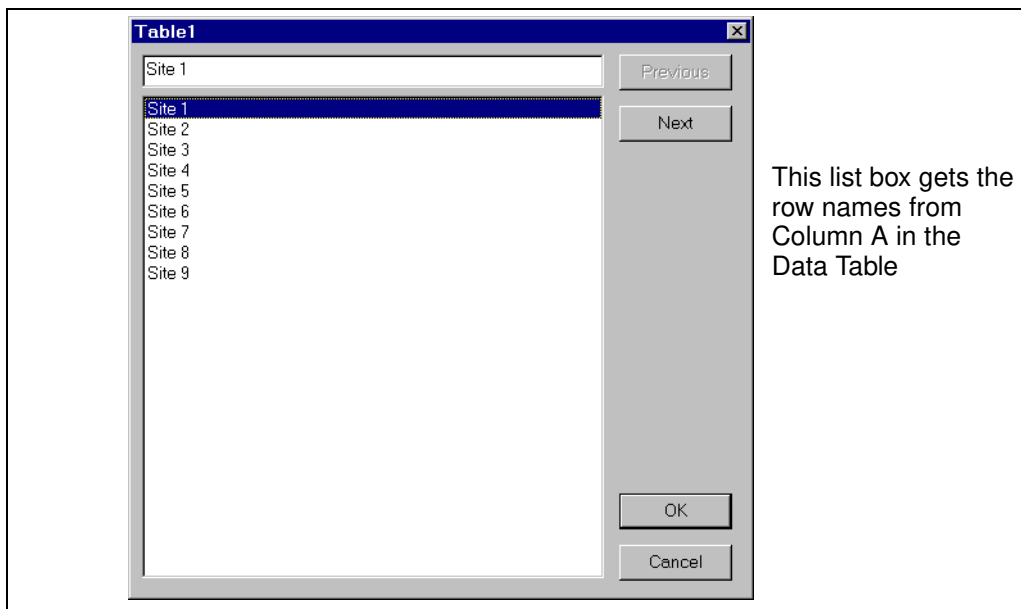 Table1
Site 1
Previous
Site 1
Site 2
Site 3
Site 4
Site 5
Site 6
Site 7
Site 8
Site 9
Next
This list box gets the
row names from
Column A in the
Data Table
OK
Cancel